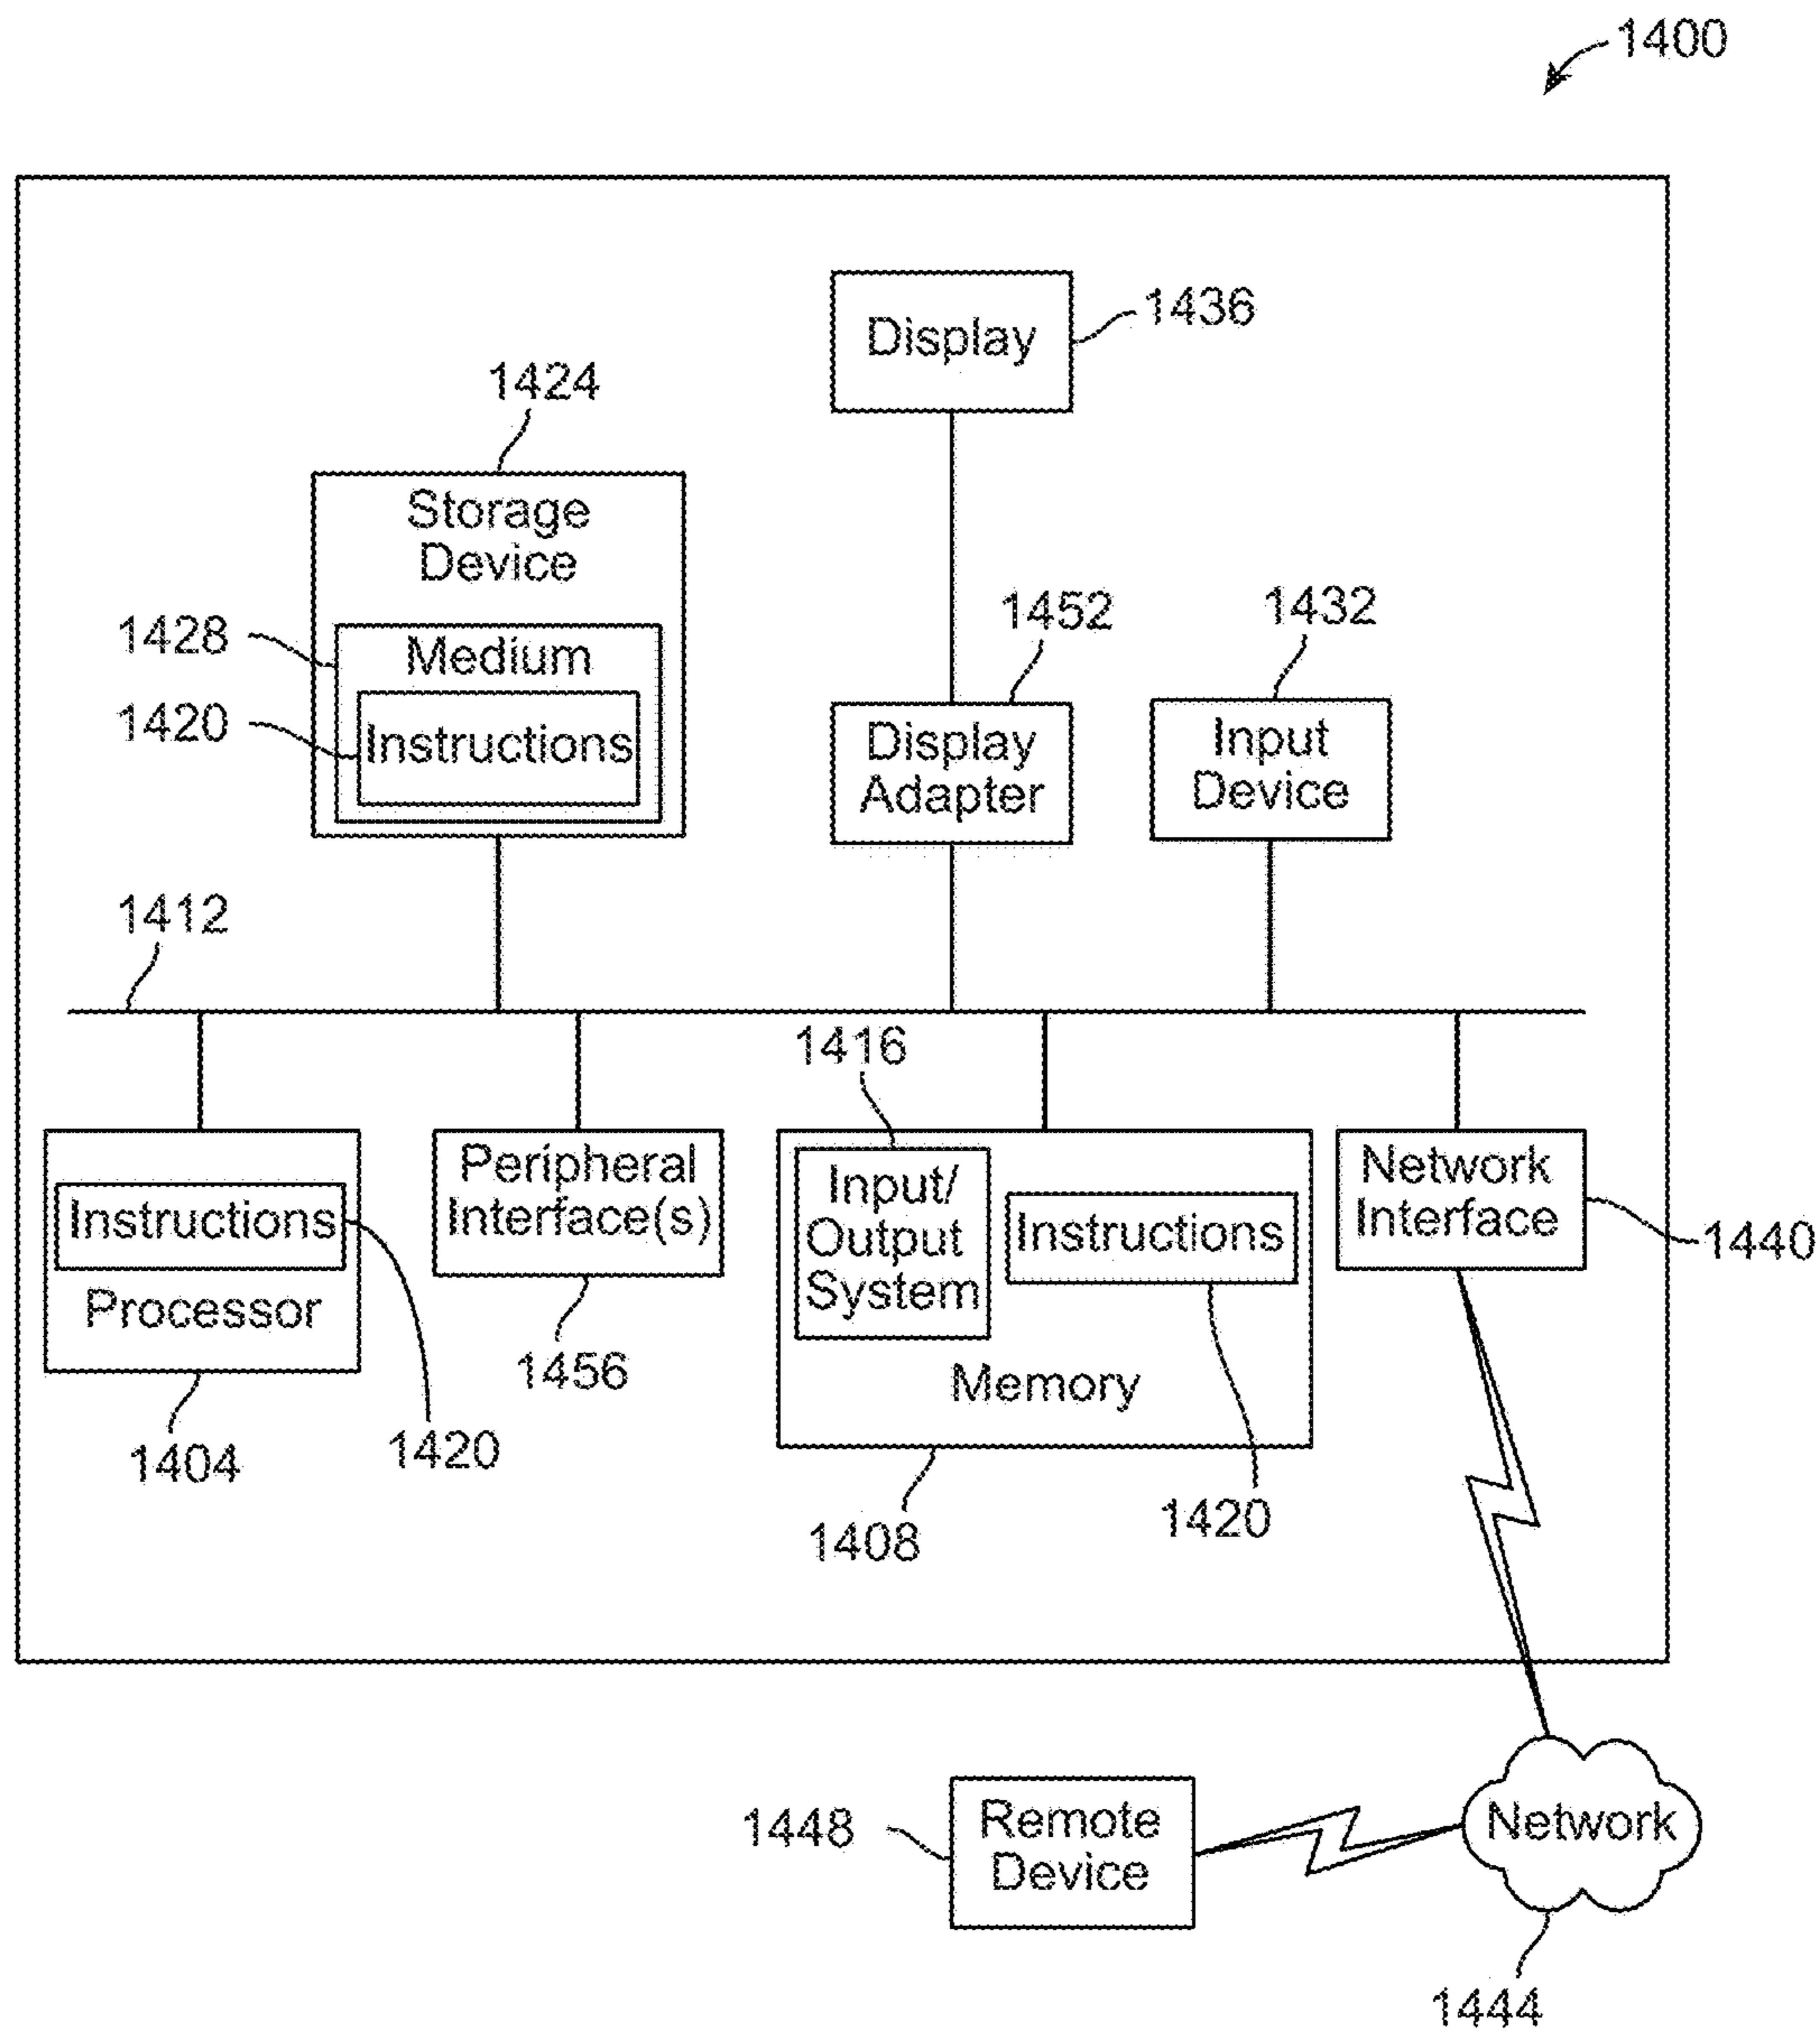 1400
Display
1436
1424
Storage
Device
1428
Medium
1420
Instructions
1452
Display
Adapter
1432
Input
Device
1412
1416
Instructions
Processor
1404
1420
Peripheral
Interface(s)
1456
Input/
Output
System
Instructions
Memory
1408
1420
Network
Interface
1440
1448
Remote
Device
Network
1444